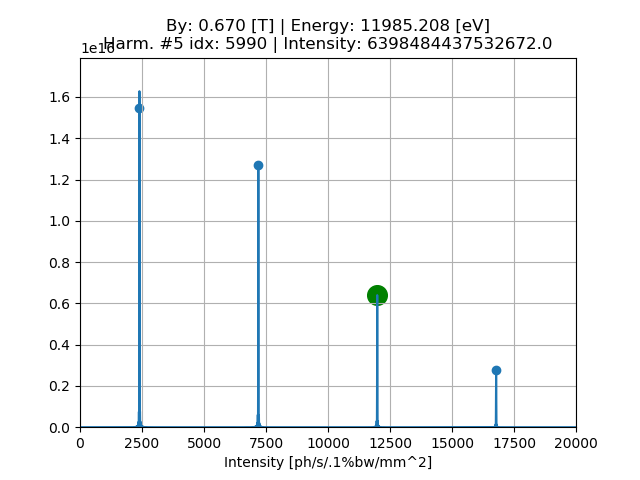 By: 0.670 [T] | Energy: 11985.208 [eV]
Harm. #5 idx: 5990 | Intensity: 6398484437532672.0
1e16
1.6
1.4
1.2
1.0
0.8
0.6
0.4
0.2
0.0
0 2500 5000 7500 10000 12500 15000 17500 20000
Intensity [ph/s/.1%bw/mm^2]